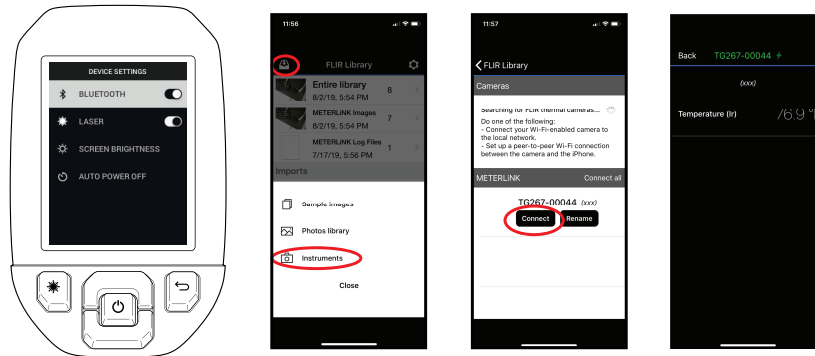 DEVICE SETTINGS
BLUETOOTH
LASER
SCREEN BRIGHTNESS
AUTO POWER OFF
11:56
FLIR Library
Entire library
8/2/19, 5:54 PM
8
METERLiNK Images
8/2/19, 5:54 PM
7
METERLiNK Log Files
7/17/19, 5:56 PM
1
Imports
Sample images
Photos library
Instruments
Close
11:57
FLIR Library
Cameras
Searching for FLIR thermal cameras...
Do one of the following:
- Connect your Wi-Fi-enabled camera to
the local network.
- Set up a peer-to-peer Wi-Fi connection
between the camera and the iPhone.
METERLiNK Connect all
TG267-00044 (xxx)
Connect Rename
Back TG267-00044
(xxx)
Temperature (Ir) 76.9 °F